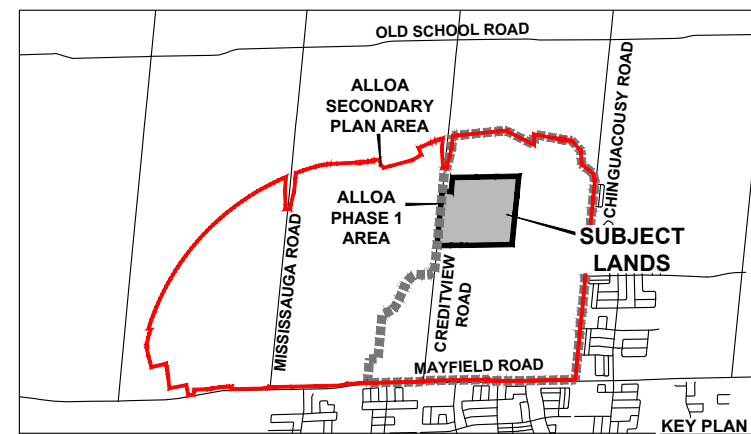 OLD SCHOOL ROAD
CHINGUACOUSY ROAD
ALLOA
SECONDARY
PLAN AREA
ALLOA
PHASE 1
AREA
SUBJECT
LANDS
MISSISSAUGA ROAD
CREDITVIEW
ROAD
MAYFIELD ROAD
KEY PLAN